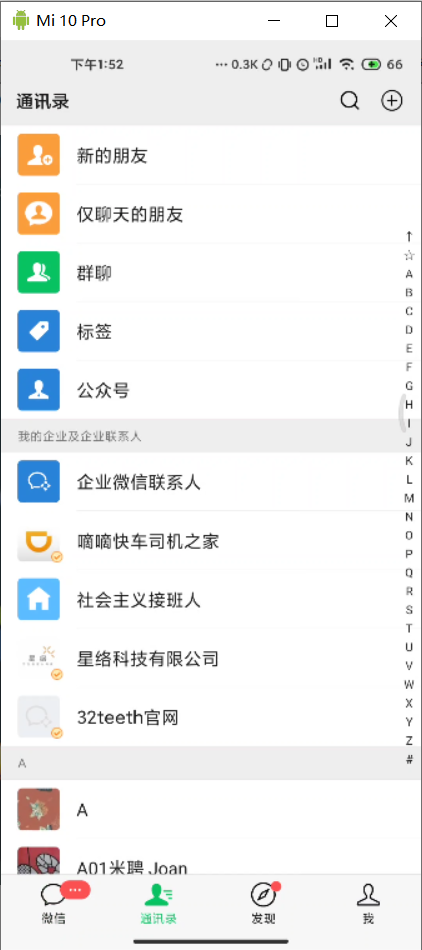 Mi 10 Pro
下午1:52
... 0.3K 66
通讯录
新的朋友
仅聊天的朋友
群聊
标签
公众号
我的企业及企业联系人
企业微信联系人
嘀嘀快车司机之家
社会主义接班人
星络科技有限公司
32teeth官网
A
A
A01米聘 Joan
↑
☆
A
B
C
D
E
F
G
H
I
J
K
L
M
N
O
P
Q
R
S
T
U
V
W
X
Y
Z
#
微信
通讯录
发现
我